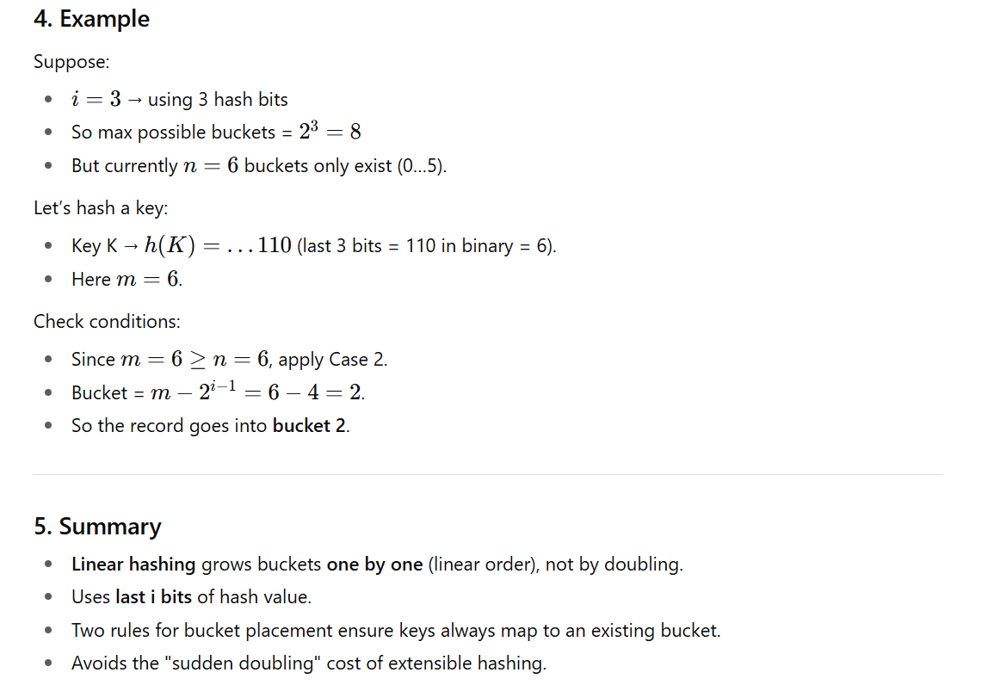 4. Example
Suppose:
• i = 3 → using 3 hash bits
• So max possible buckets = 2³ = 8
• But currently n = 6 buckets only exist (0...5).
Let's hash a key:
• Key K → h(K) = ...110 (last 3 bits = 110 in binary = 6).
• Here m = 6.
Check conditions:
• Since m = 6 ≥ n = 6, apply Case 2.
• Bucket = m − 2ⁱ⁻¹ = 6 − 4 = 2.
• So the record goes into bucket 2.
5. Summary
• Linear hashing grows buckets one by one (linear order), not by doubling.
• Uses last i bits of hash value.
• Two rules for bucket placement ensure keys always map to an existing bucket.
• Avoids the "sudden doubling" cost of extensible hashing.